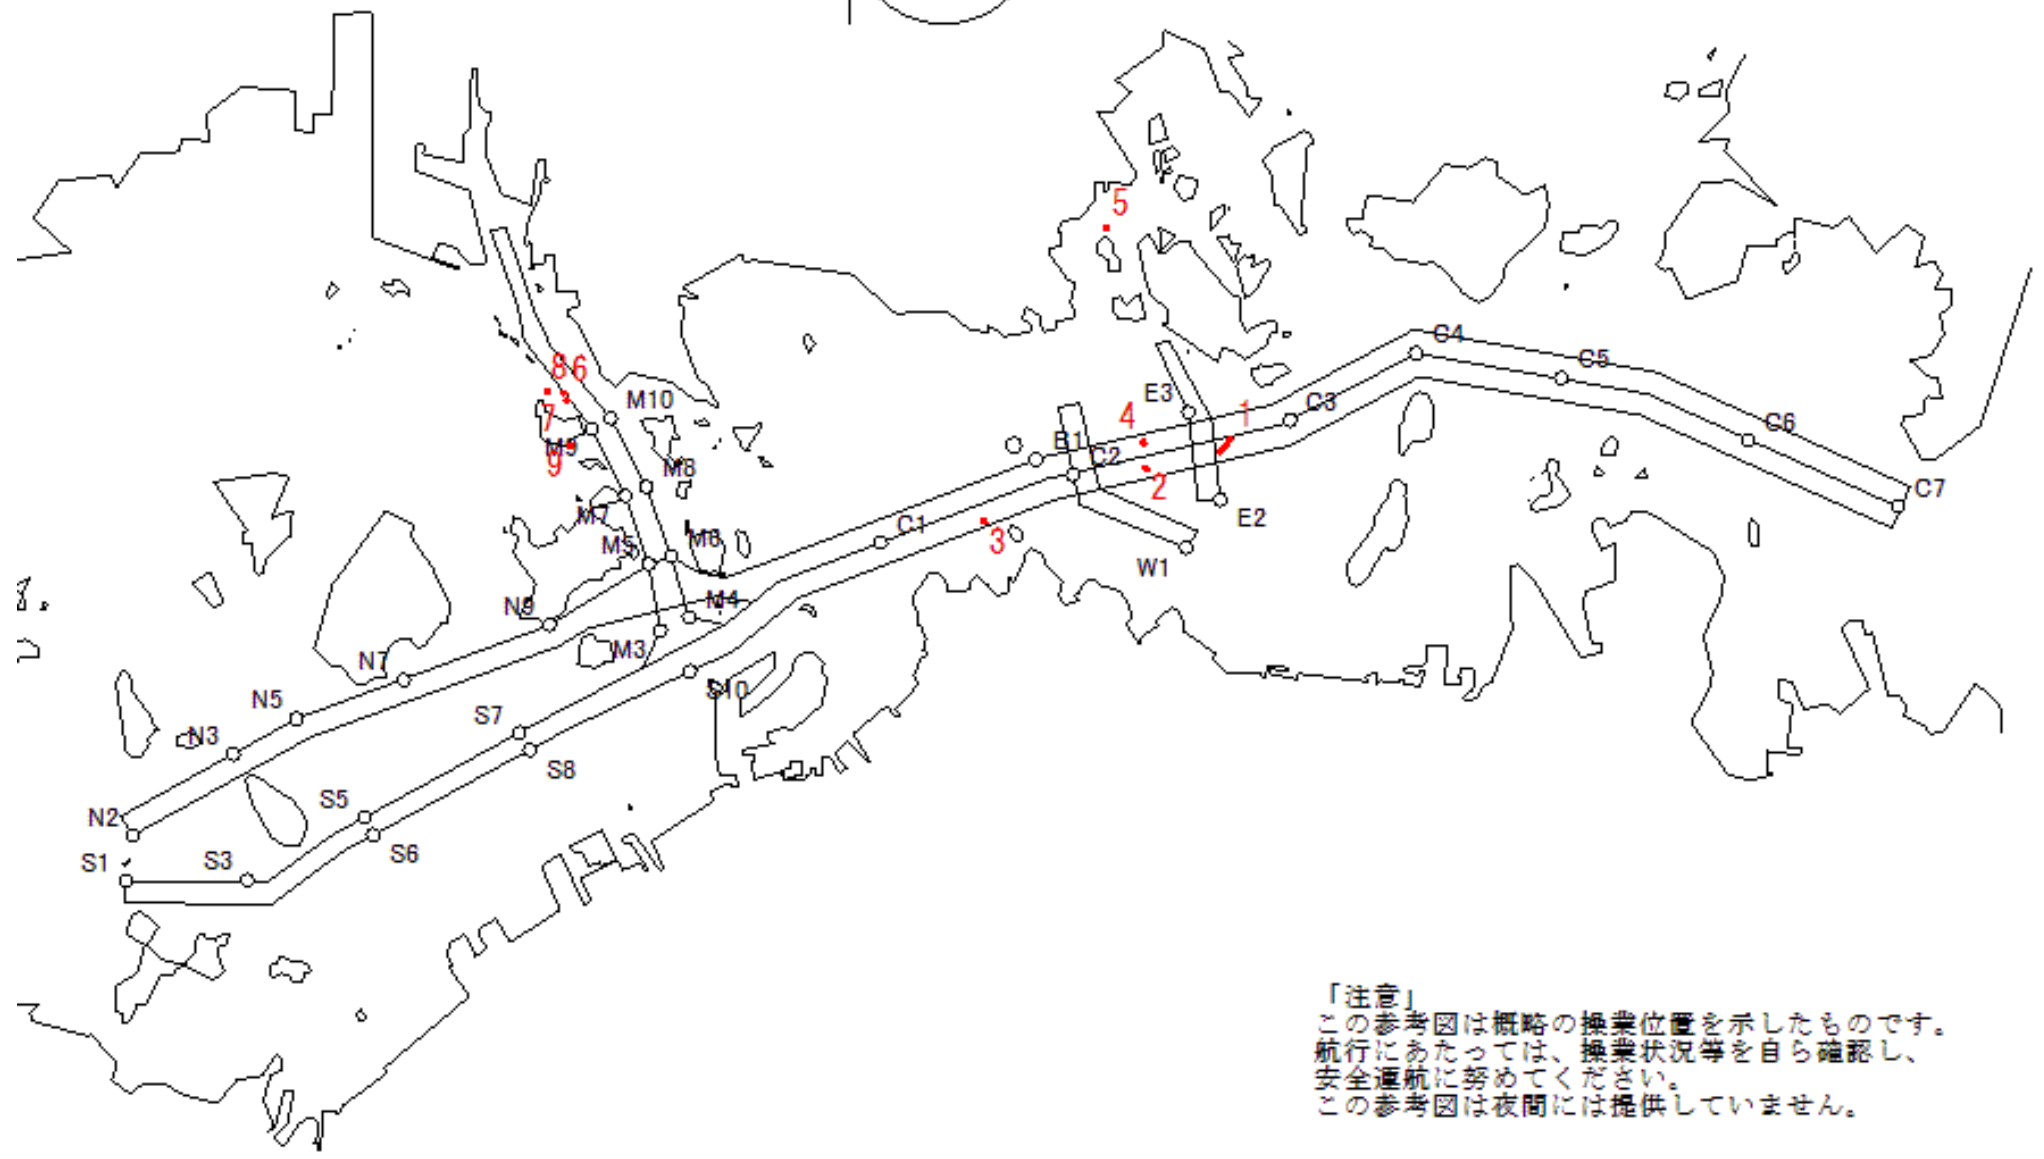 5
C4
C5
8
6
E3
1
M10
C3
4
7
C6
B1
M9
C2
9
M8
2
C7
M7
C1
E2
3
M5
M6
W1
N9
M4
M3
N7
S10
N5
S7
N3
S8
S5
N2
S6
S1
S3
「注意」
この参考図は概略の操業位置を示したものです。
航行にあたっては、操業状況等を自ら確認し、
安全運航に努めてください。
この参考図は夜間には提供していません。